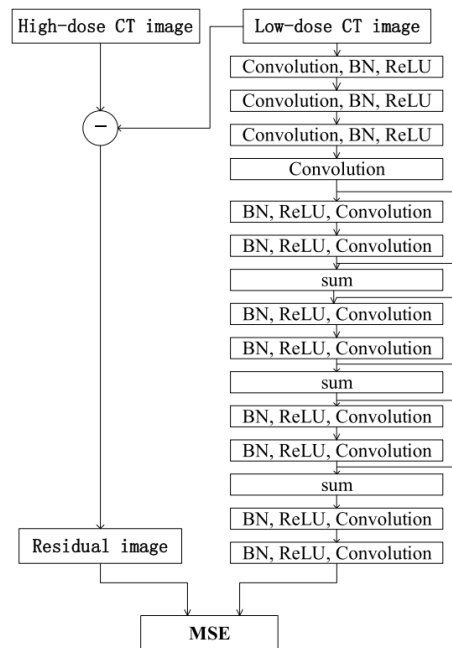 High-dose CT image
Low-dose CT image
Convolution, BN, ReLU
Convolution, BN, ReLU
Convolution, BN, ReLU
Convolution
BN, ReLU, Convolution
BN, ReLU, Convolution
sum
BN, ReLU, Convolution
BN, ReLU, Convolution
sum
BN, ReLU, Convolution
BN, ReLU, Convolution
sum
BN, ReLU, Convolution
BN, ReLU, Convolution
−
Residual image
MSE